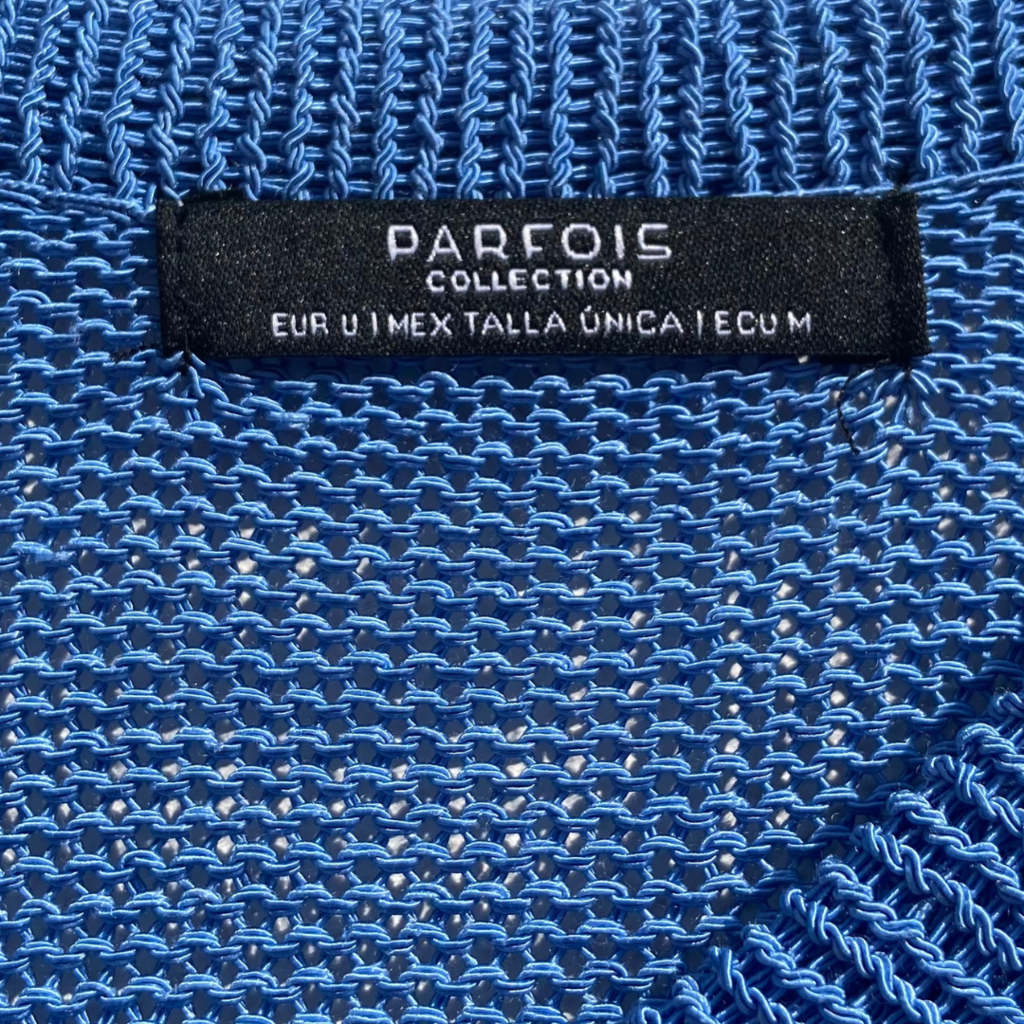 PARFOIS
COLLECTION
EUR U | MEX TALLA ÚNICA | ECU M